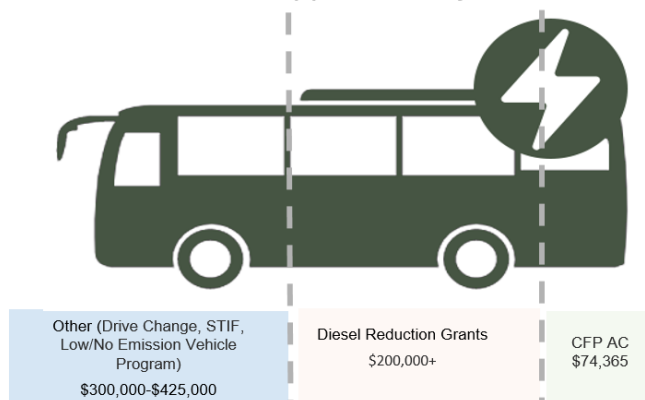 Other (Drive Change, STIF,
Low/No Emission Vehicle
Program)
$300,000-$425,000
Diesel Reduction Grants
$200,000+
CFP AC
$74,365